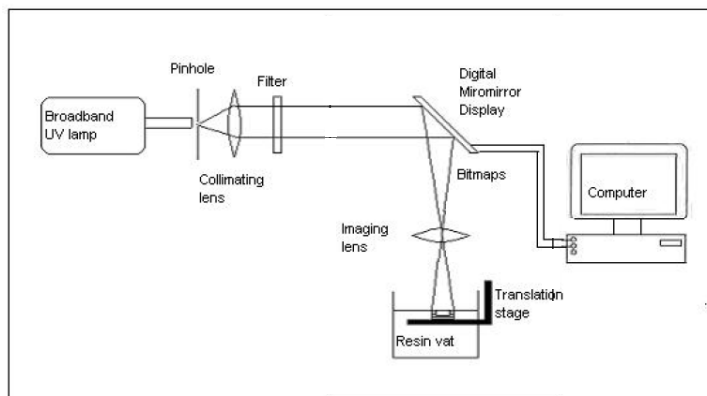 Pinhole
Filter
Digital
Miromirror
Display
Broadband
UV lamp
Collimating
lens
Bitmaps
Computer
Imaging
lens
Translation
stage
Resin vat